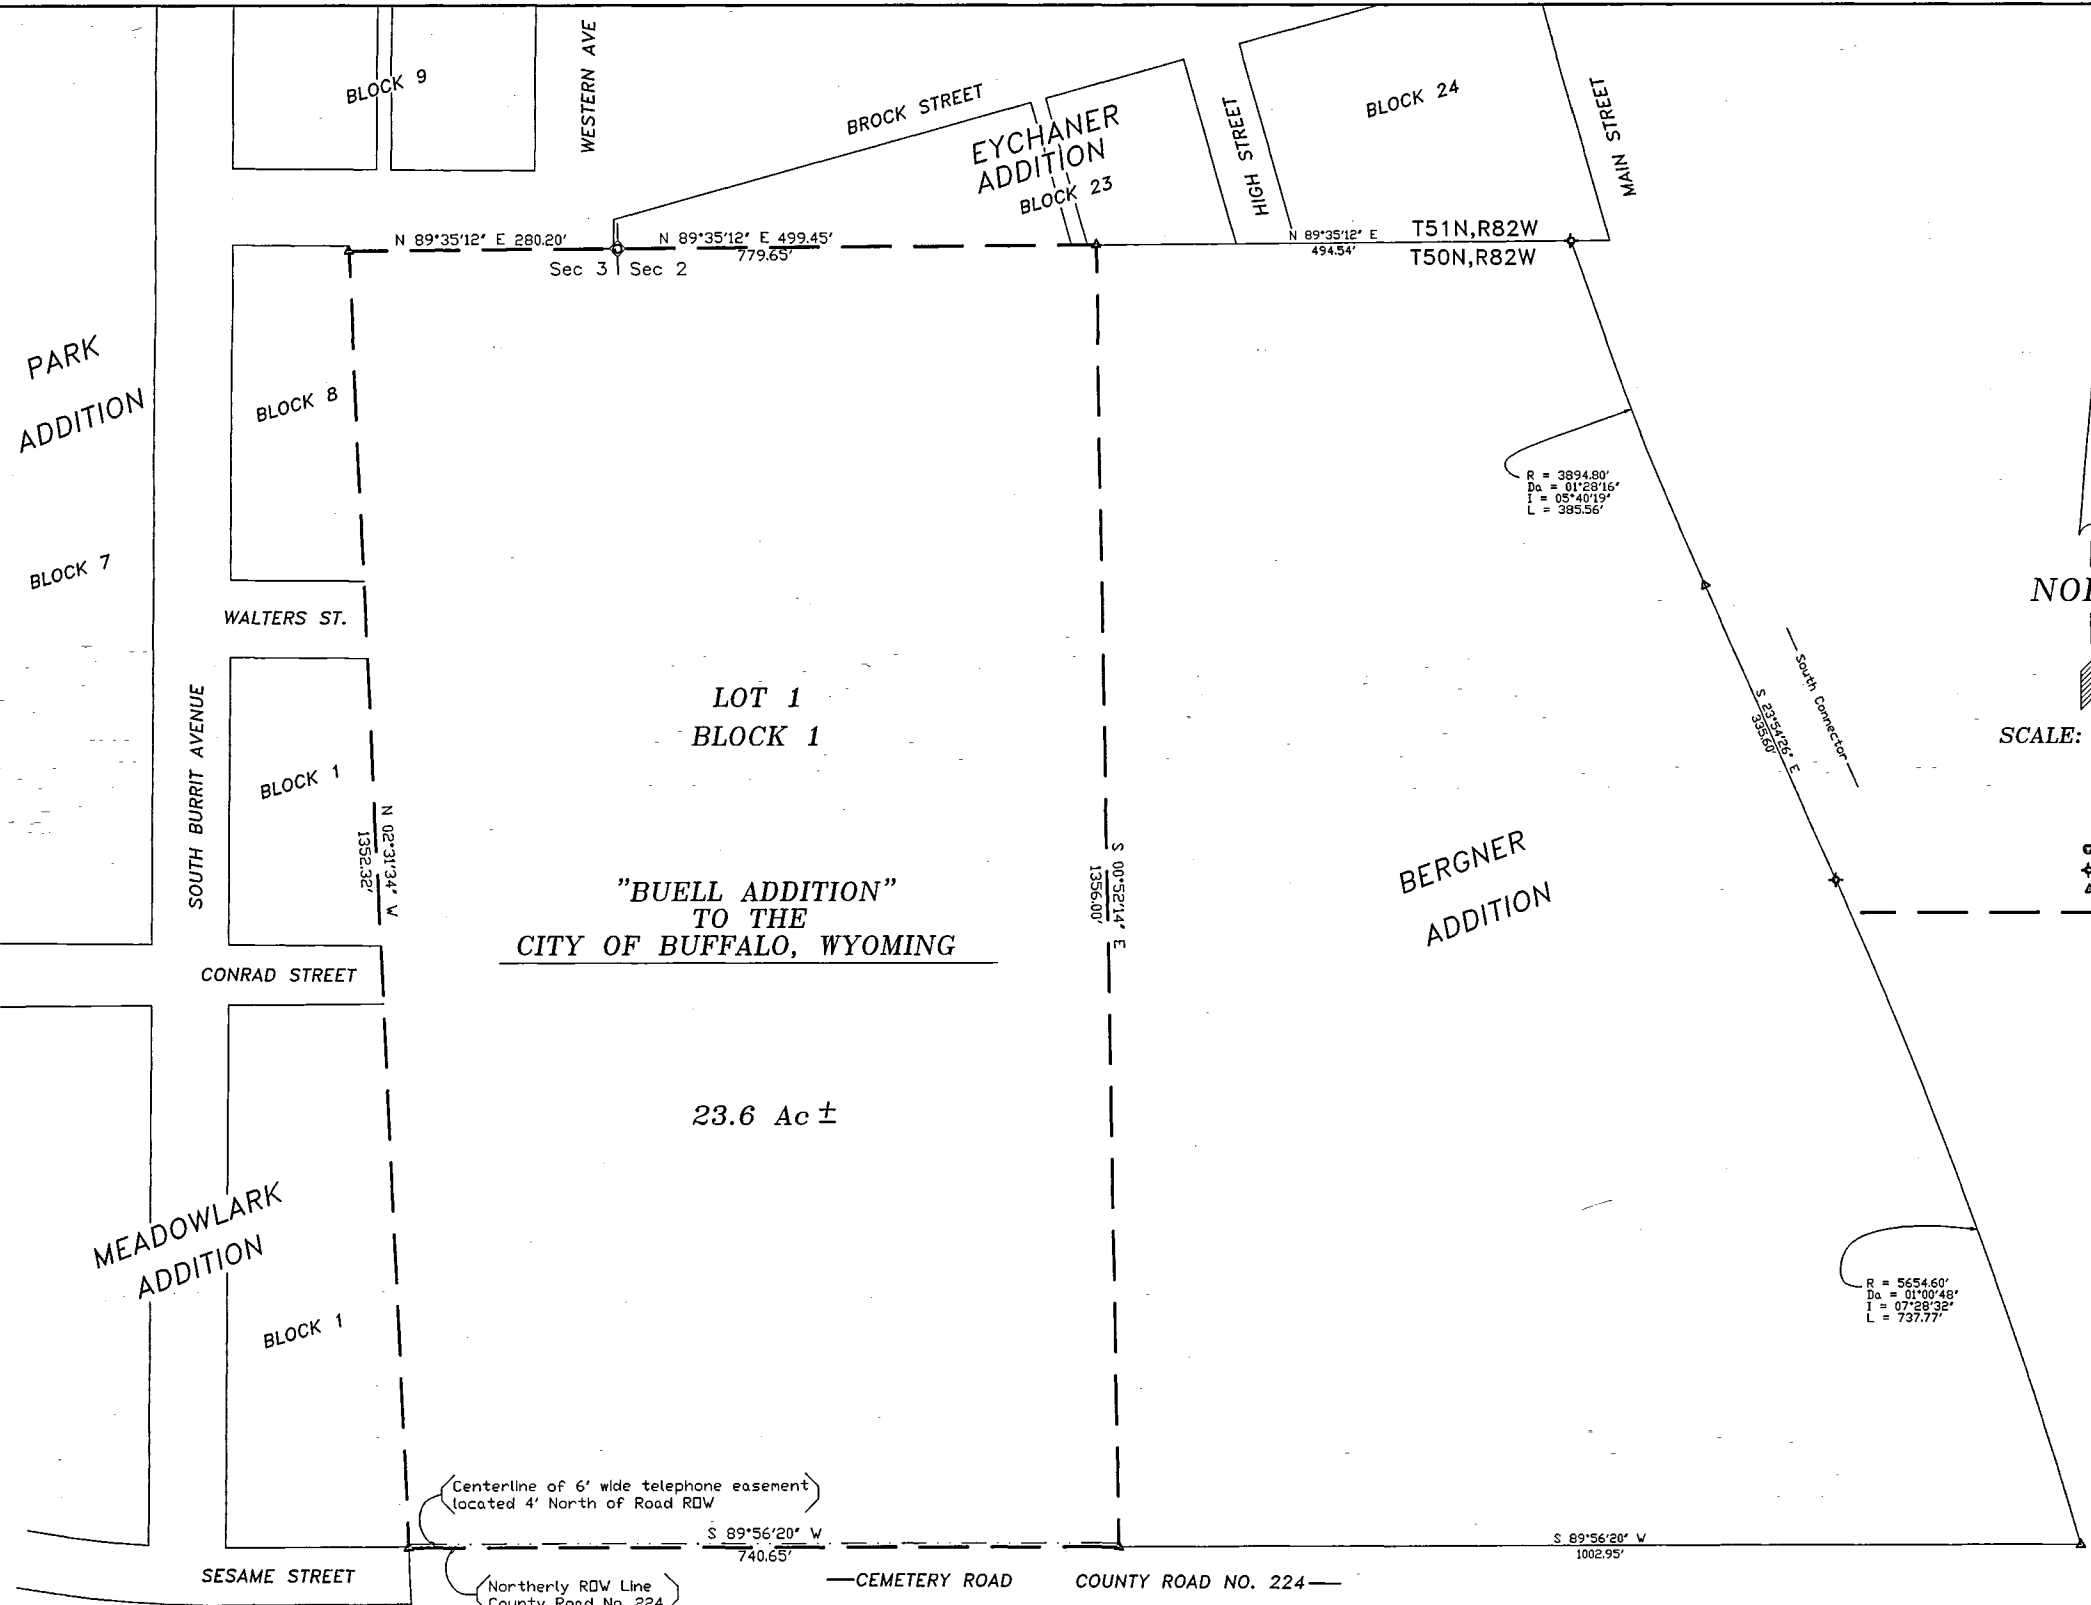 BLOCK 9
WESTERN AVE
BROCK STREET
EYCHANER
ADDITION
BLOCK 23
HIGH STREET
BLOCK 24
MAIN STREET
N 89°35'12" E 280.20'
N 89°35'12" E 499.45'
779.65'
Sec 3
Sec 2
N 89°35'12" E
494.54'
T51N,R82W
T50N,R82W
PARK
ADDITION
BLOCK 8
BLOCK 7
WALTERS ST.
R = 3894.80'
Da = 01°28'16"
I = 05°40'19"
L = 385.56'
SOUTH BURRIT AVENUE
BLOCK 1
N 02°31'34" W
1352.32'
LOT 1
BLOCK 1
South Connector
S 23°54'26" E
335.60'
SCALE:
"BUELL ADDITION"
TO THE
CITY OF BUFFALO, WYOMING
S 00°52'14" E
1356.00'
BERGNER
ADDITION
CONRAD STREET
23.6 Ac ±
MEADOWLARK
ADDITION
BLOCK 1
R = 5654.60'
Da = 01°00'48"
I = 07°28'32"
L = 737.77'
Centerline of 6' wide telephone easement
located 4' North of Road ROW
S 89°56'20" W
740.65'
S 89°56'20" W
1002.95'
SESAME STREET
Northerly ROW Line
County Road No. 224
CEMETERY ROAD
COUNTY ROAD NO. 224